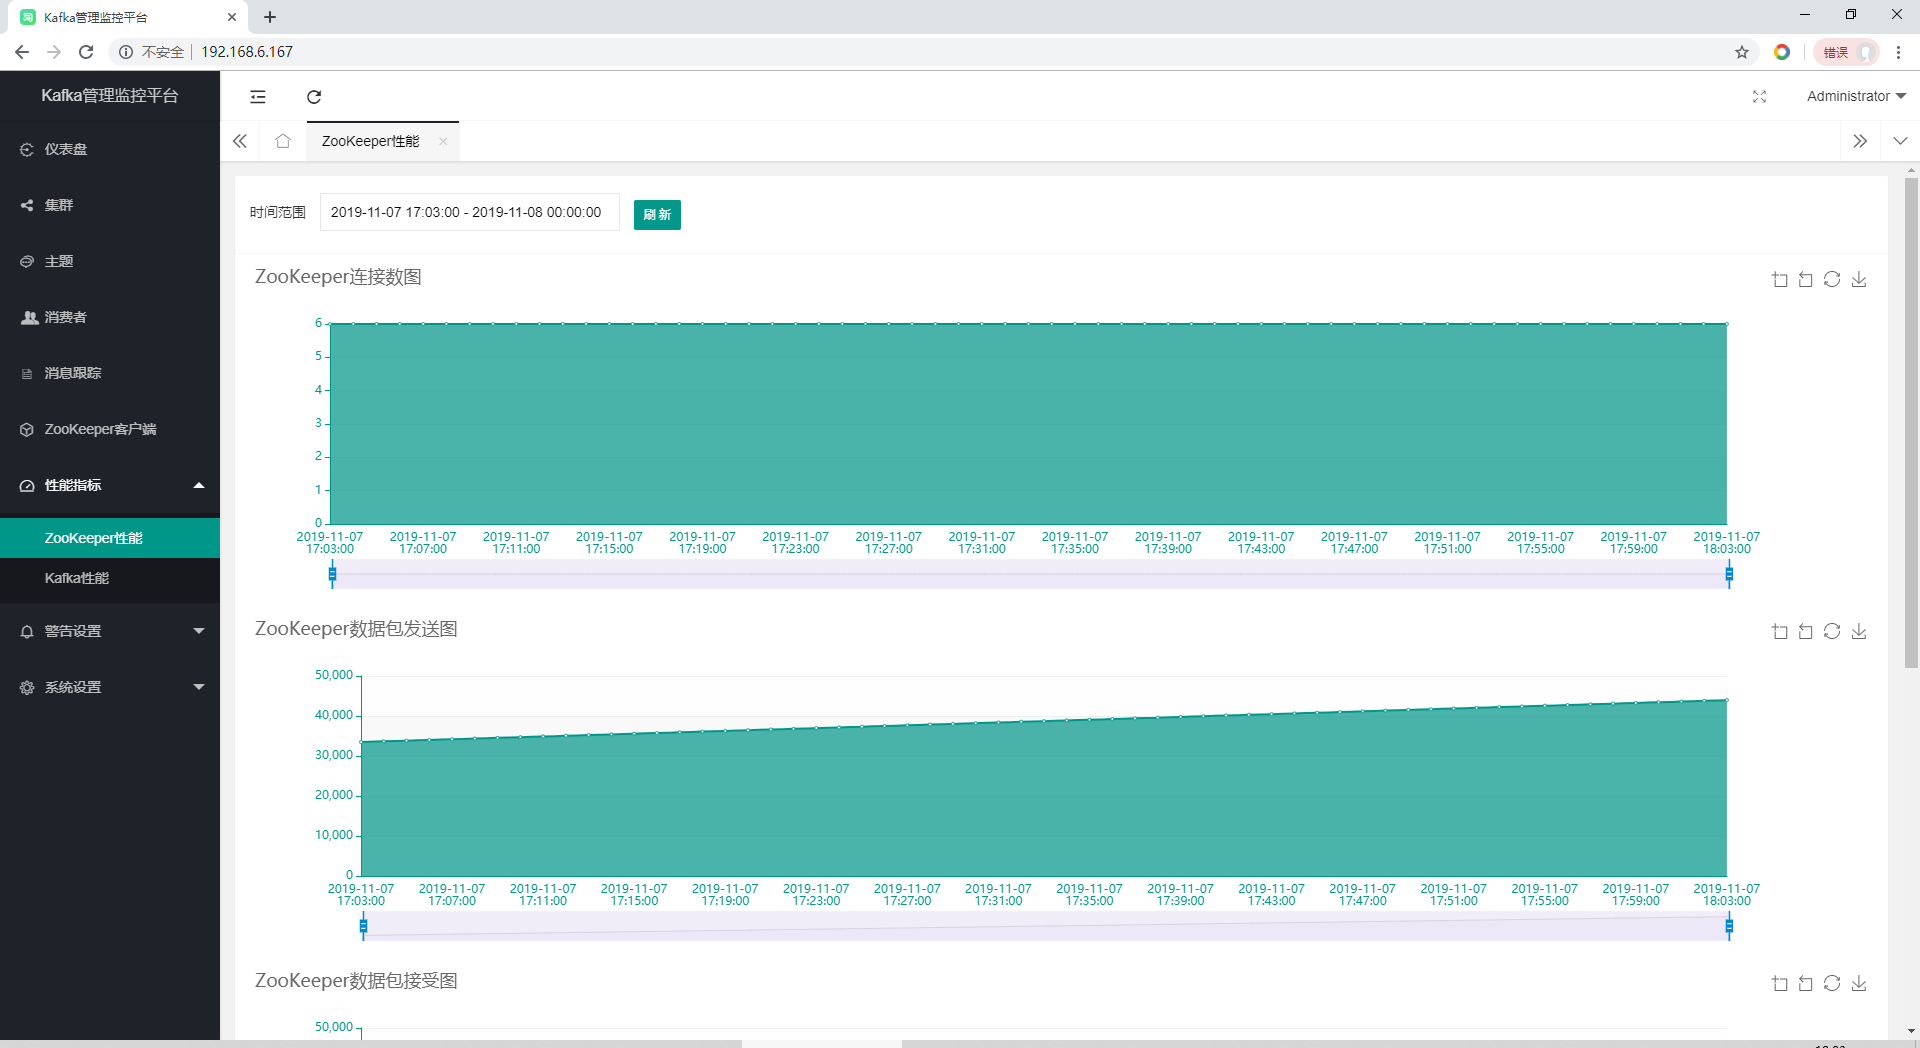 Kafka管理监控平台
不安全 192.168.6.167
错误
Kafka管理监控平台
Administrator
仪表盘
集群
主题
消费者
消息跟踪
ZooKeeper客户端
性能指标
ZooKeeper性能
Kafka性能
警告设置
系统设置
ZooKeeper性能
时间范围 2019-11-07 17:03:00 - 2019-11-08 00:00:00 刷新
ZooKeeper连接数图
6
5
4
3
2
1
0
2019-11-07 2019-11-07 2019-11-07 2019-11-07 2019-11-07 2019-11-07 2019-11-07 2019-11-07 2019-11-07 2019-11-07 2019-11-07 2019-11-07 2019-11-07 2019-11-07 2019-11-07 2019-11-07
17:03:00 17:07:00 17:11:00 17:15:00 17:19:00 17:23:00 17:27:00 17:31:00 17:35:00 17:39:00 17:43:00 17:47:00 17:51:00 17:55:00 17:59:00 18:03:00
ZooKeeper数据包发送图
50,000
40,000
30,000
20,000
10,000
0
2019-11-07 2019-11-07 2019-11-07 2019-11-07 2019-11-07 2019-11-07 2019-11-07 2019-11-07 2019-11-07 2019-11-07 2019-11-07 2019-11-07 2019-11-07 2019-11-07 2019-11-07 2019-11-07
17:03:00 17:07:00 17:11:00 17:15:00 17:19:00 17:23:00 17:27:00 17:31:00 17:35:00 17:39:00 17:43:00 17:47:00 17:51:00 17:55:00 17:59:00 18:03:00
ZooKeeper数据包接受图
50,000